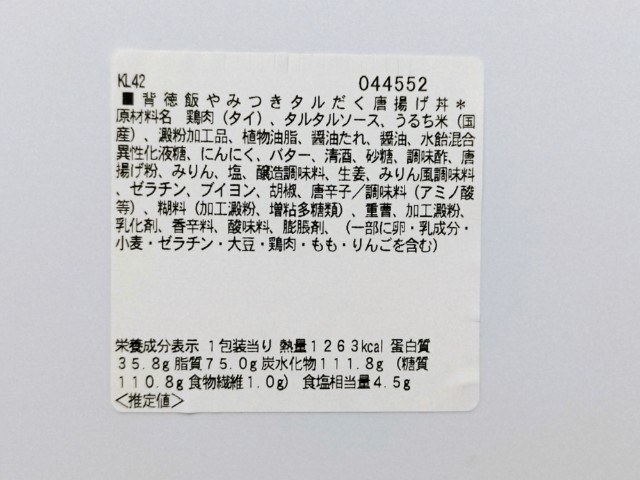 KL42 044552
■背徳飯やみつきタルだく唐揚げ丼＊
原材料名 鶏肉（タイ）、タルタルソース、うるち米（国
産）、澱粉加工品、植物油脂、醤油たれ、醤油、水飴混合
異性化液糖、にんにく、バター、清酒、砂糖、調味酢、唐
揚げ粉、みりん、塩、醸造調味料、生姜、みりん風調味料
、ゼラチン、ブイヨン、胡椒、唐辛子／調味料（アミノ酸
等）、糊料（加工澱粉、増粘多糖類）、重曹、加工澱粉、
乳化剤、香辛料、酸味料、膨脹剤、（一部に卵・乳成分・
小麦・ゼラチン・大豆・鶏肉・もも・りんごを含む）
栄養成分表示 １包装当り 熱量１２６３kcal 蛋白質
３５.８g 脂質７５.０g 炭水化物１１１.８g （糖質
１１０.８g 食物繊維１.０g） 食塩相当量４.５g
＜推定値＞